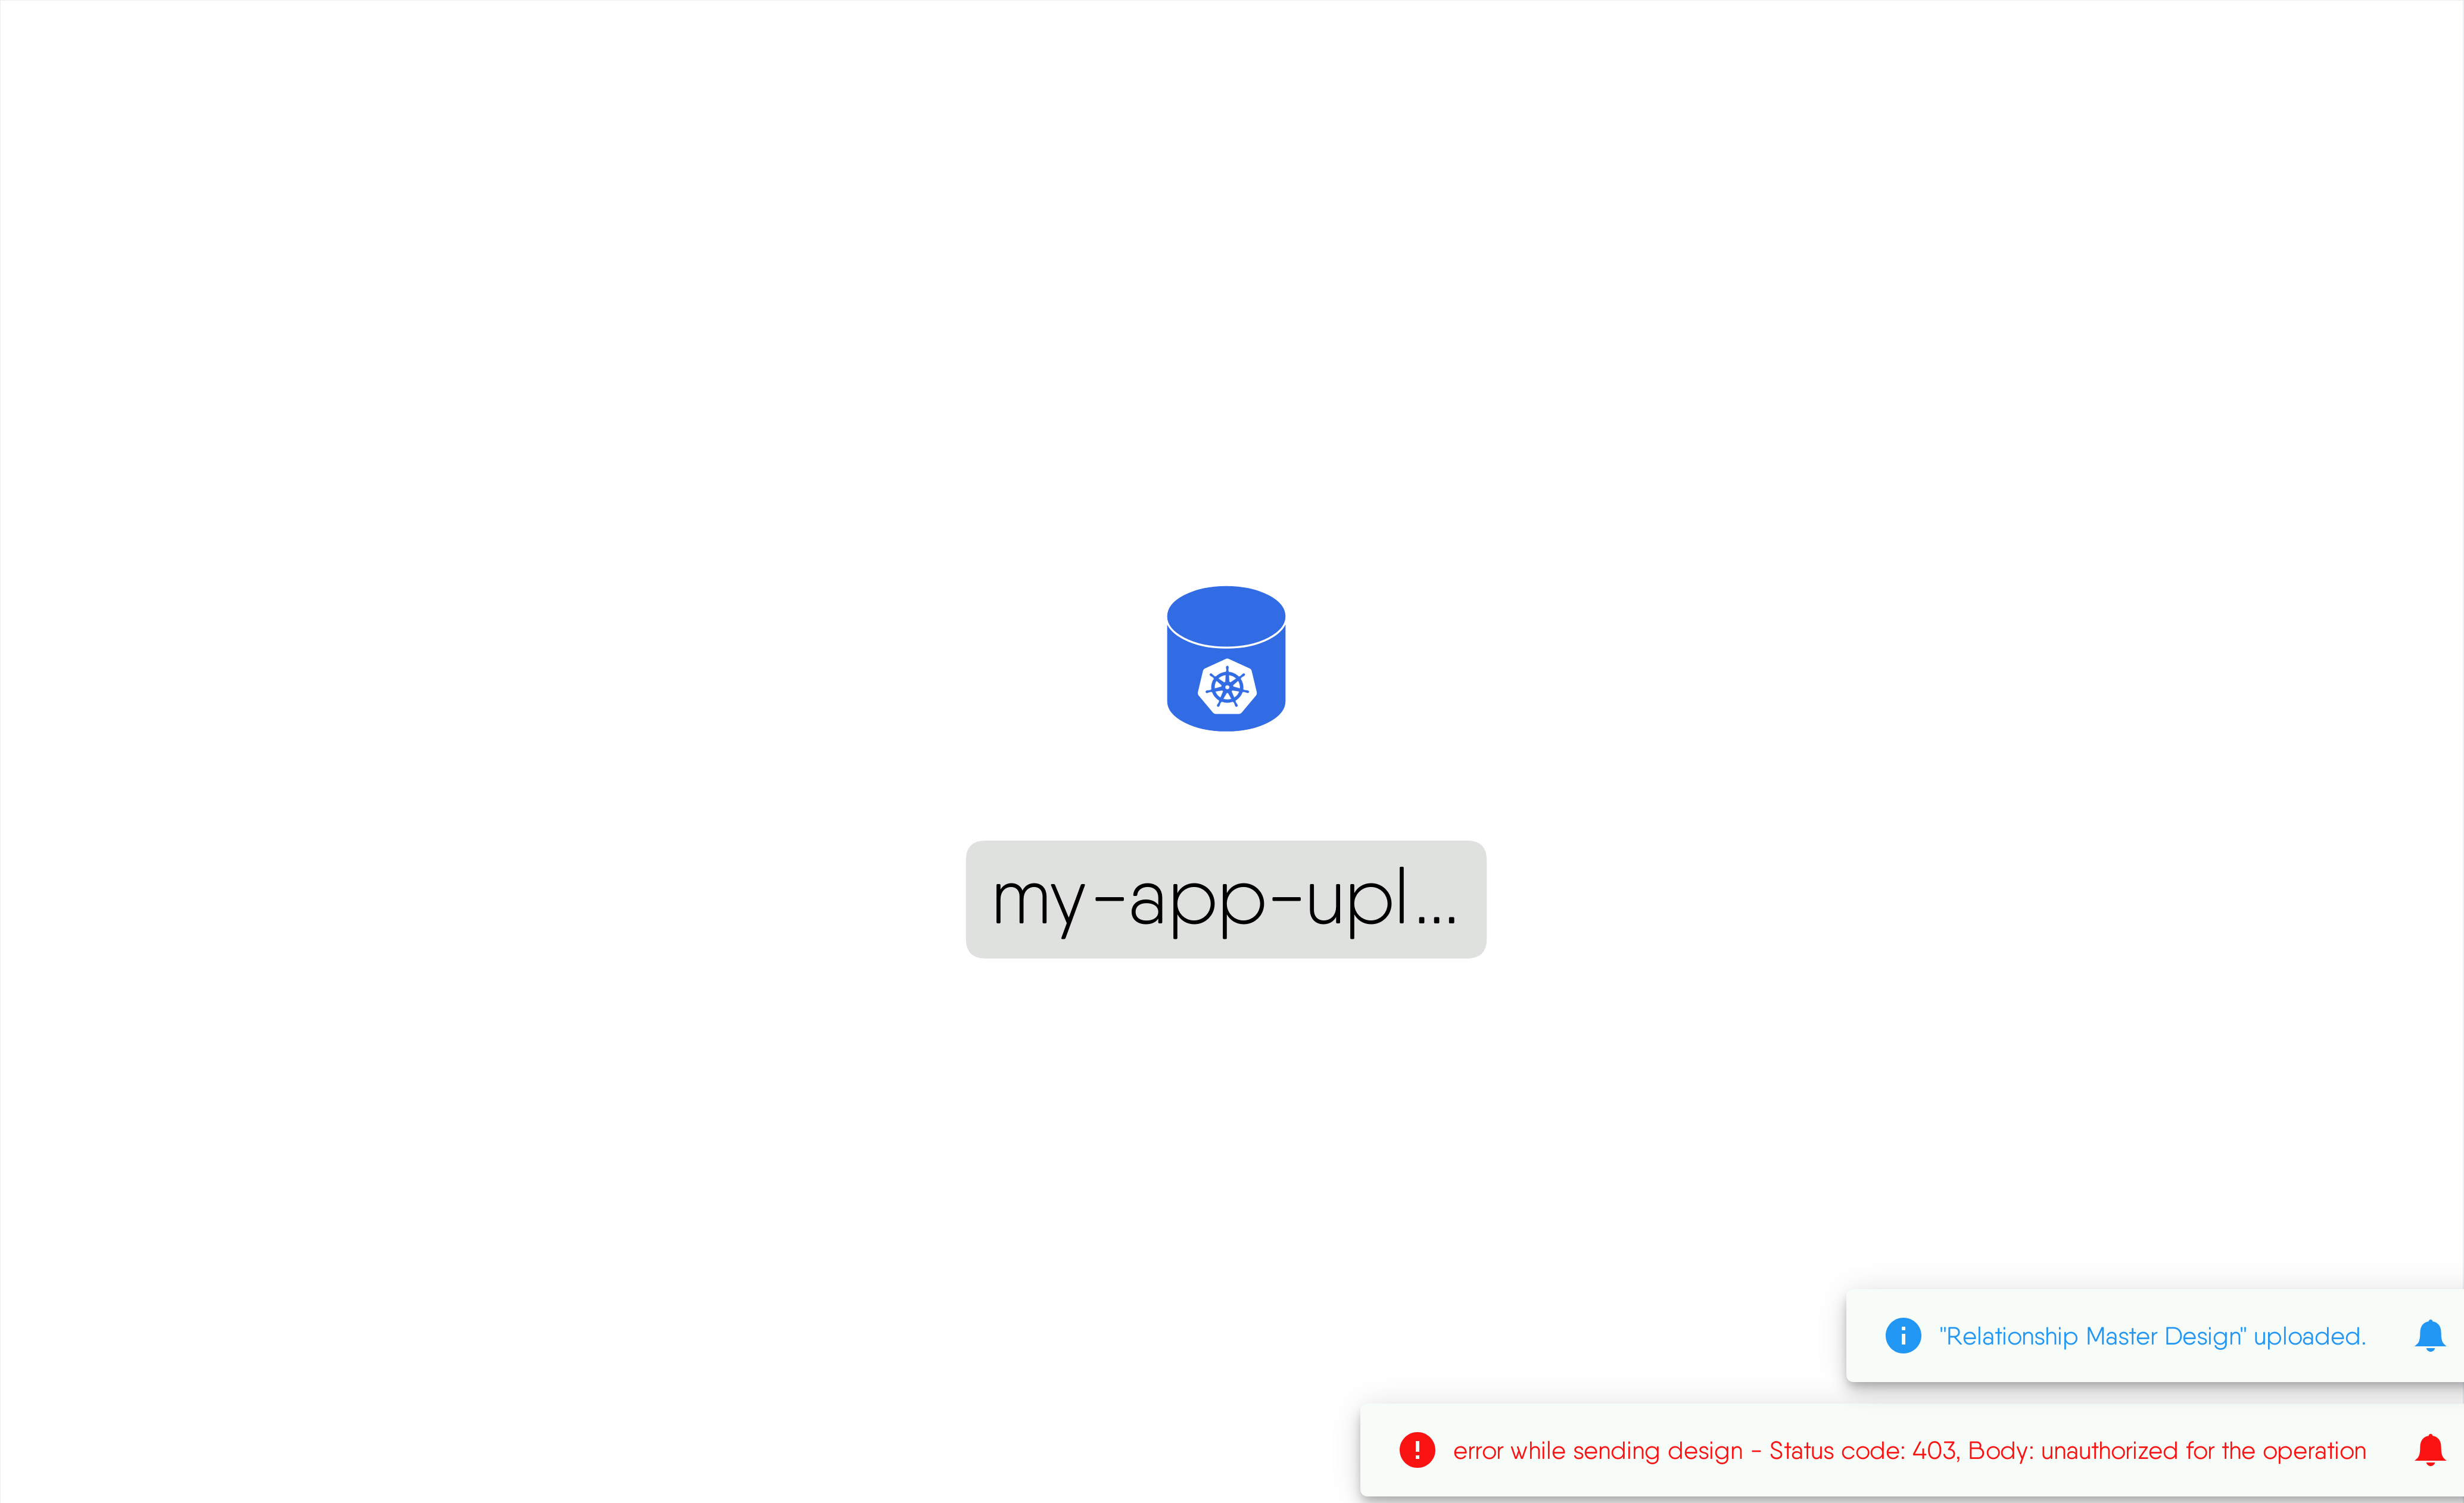 my-app-upl...
"Relationship Master Design" uploaded.
error while sending design - Status code: 403, Body: unauthorized for the operation